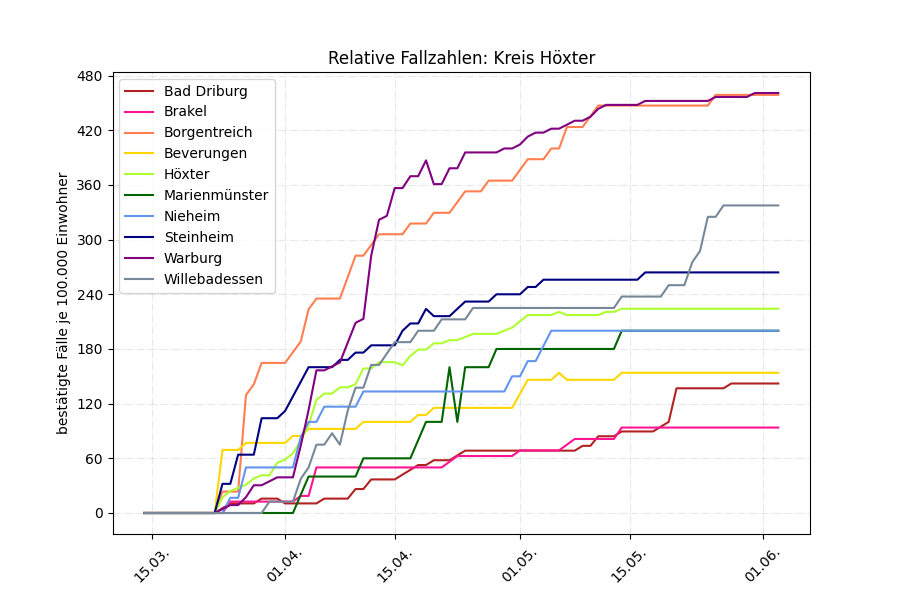 Relative Fallzahlen: Kreis Höxter
bestätigte Fälle je 100.000 Einwohner
480
420
360
300
240
180
120
60
0
Bad Driburg
Brakel
Borgentreich
Beverungen
Höxter
Marienmünster
Nieheim
Steinheim
Warburg
Willebadessen
15.03.
01.04.
15.04.
01.05.
15.05.
01.06.